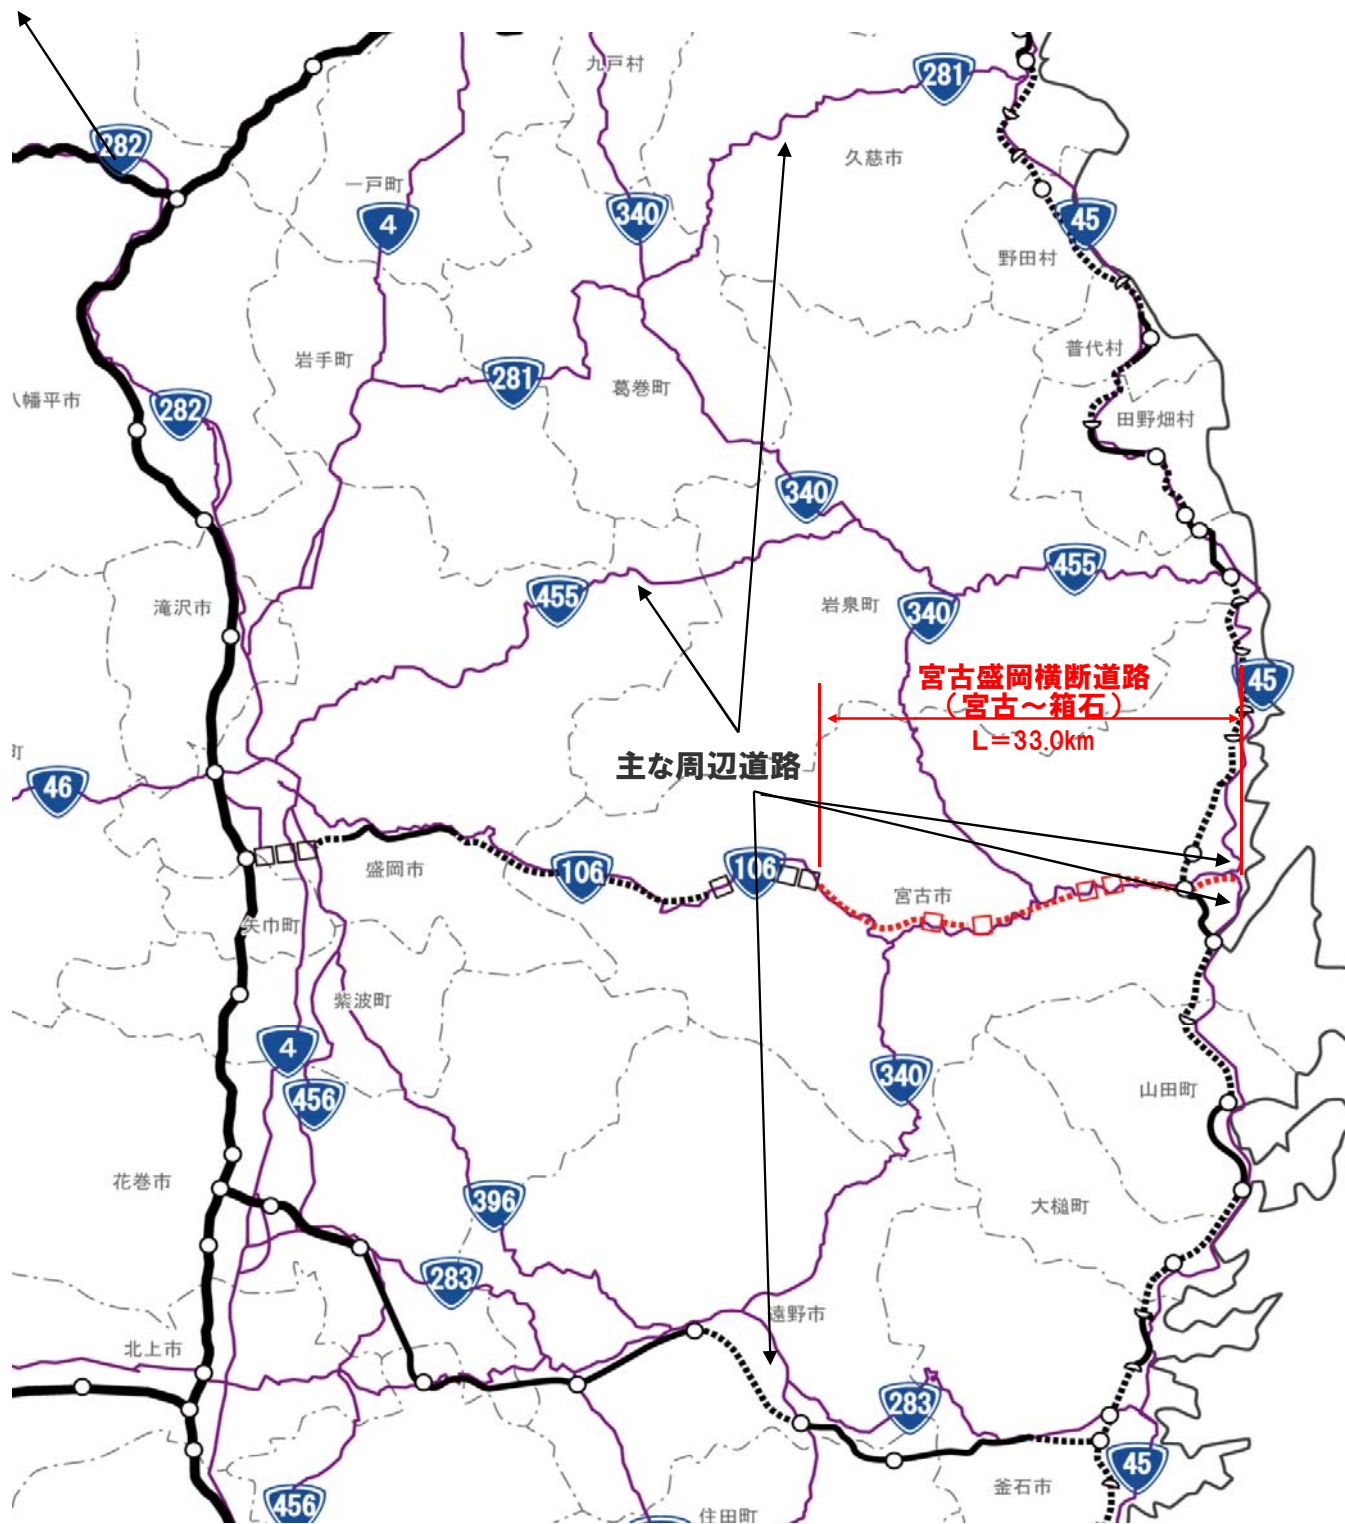 九戸村
281
282
久慈市
一戸町
4
340
45
野田村
岩手町
普代村
281
葛巻町
八幡平市
282
田野畑村
340
455
455
岩泉町
滝沢市
340
宮古盛岡横断道路
（宮古～箱石）
L=33.0km
45
主な周辺道路
46
盛岡市
106
106
宮古市
矢巾町
紫波町
4
340
456
山田町
花巻市
396
大槌町
283
遠野市
北上市
283
45
釜石市
456
住田町